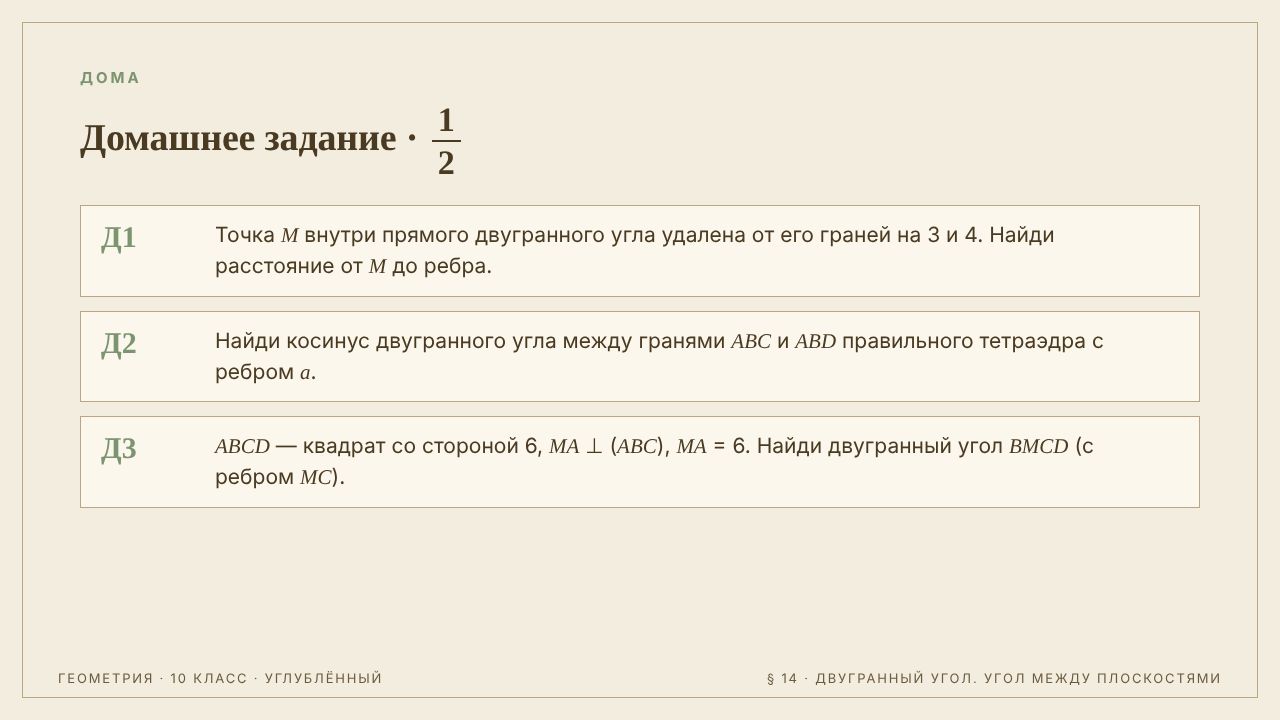 ДОМА
Домашнее задание · 1/2
Д1
Точка M внутри прямого двугранного угла удалена от его граней на 3 и 4. Найди
расстояние от M до ребра.
Д2
Найди косинус двугранного угла между гранями ABC и ABD правильного тетраэдра с
ребром a.
Д3
ABCD — квадрат со стороной 6, MA ⊥ (ABC), MA = 6. Найди двугранный угол BMCD (с
ребром MC).
ГЕОМЕТРИЯ · 10 КЛАСС · УГЛУБЛЁННЫЙ
§ 14 · ДВУГРАННЫЙ УГОЛ. УГОЛ МЕЖДУ ПЛОСКОСТЯМИ